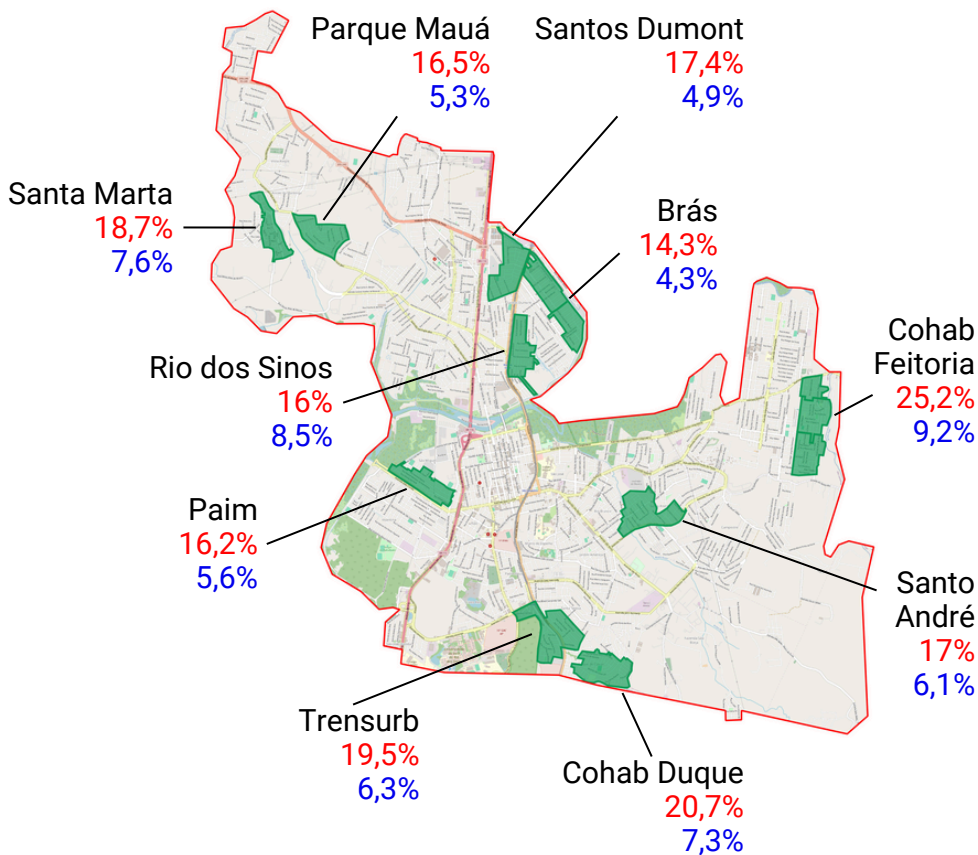 Parque Mauá
16,5%
5,3%
Santos Dumont
17,4%
4,9%
Santa Marta
18,7%
7,6%
Brás
14,3%
4,3%
Rio dos Sinos
16%
8,5%
Cohab
Feitoria
25,2%
9,2%
Paim
16,2%
5,6%
Santo
André
17%
6,1%
Trensurb
19,5%
6,3%
Cohab Duque
20,7%
7,3%